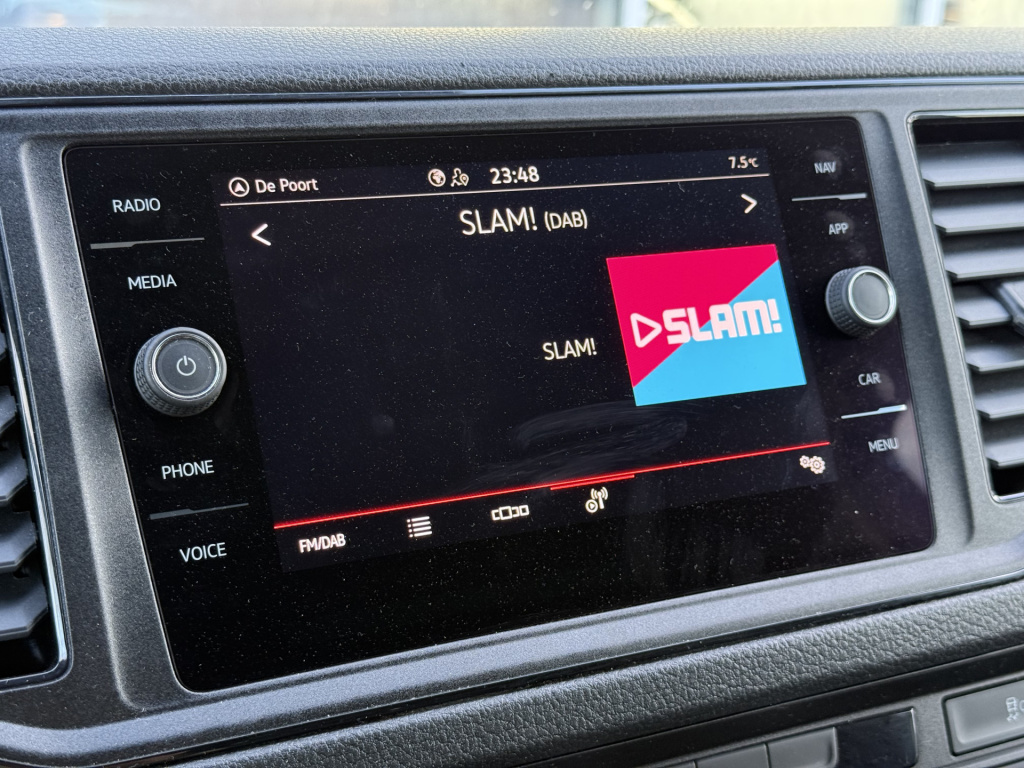 De Poort 23:48 7.5°C
SLAM! (DAB)
SLAM!
SLAM!
FM/DAB
RADIO
MEDIA
PHONE
VOICE
NAV
APP
CAR
MENU